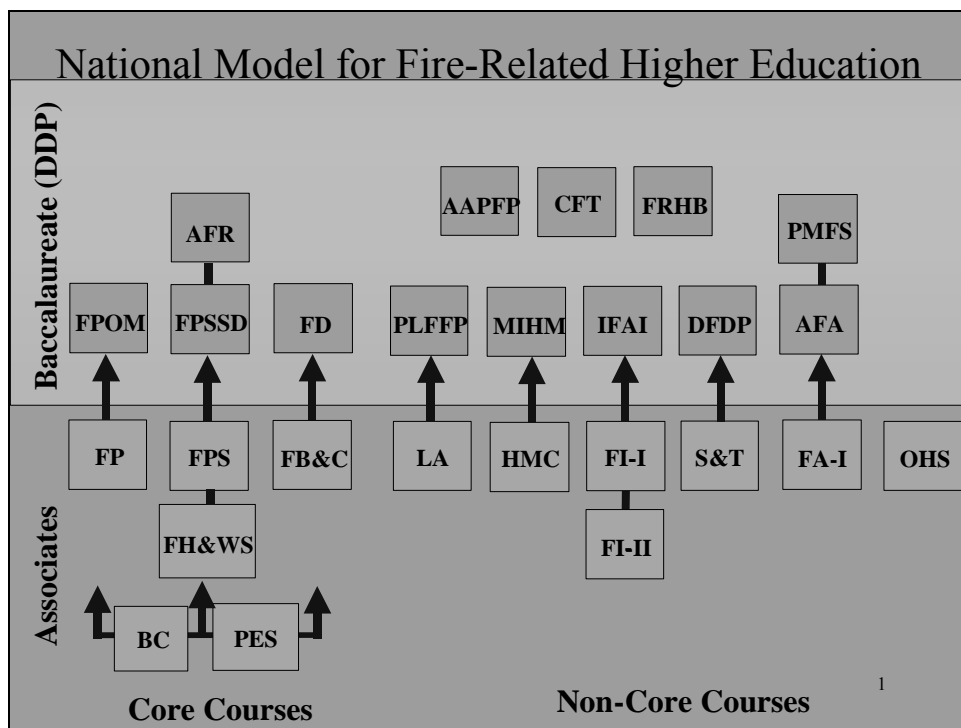 National Model for Fire-Related Higher Education
Baccalaureate (DDP)
AAPFP CFT FRHB
AFR PMFS
FPOM FPSSD FD PLFFP MIHM IFAI DFDP AFA
Associates
FP FPS FB&C LA HMC FI-I S&T FA-I OHS
FH&WS FI-II
BC PES
Core Courses Non-Core Courses
1